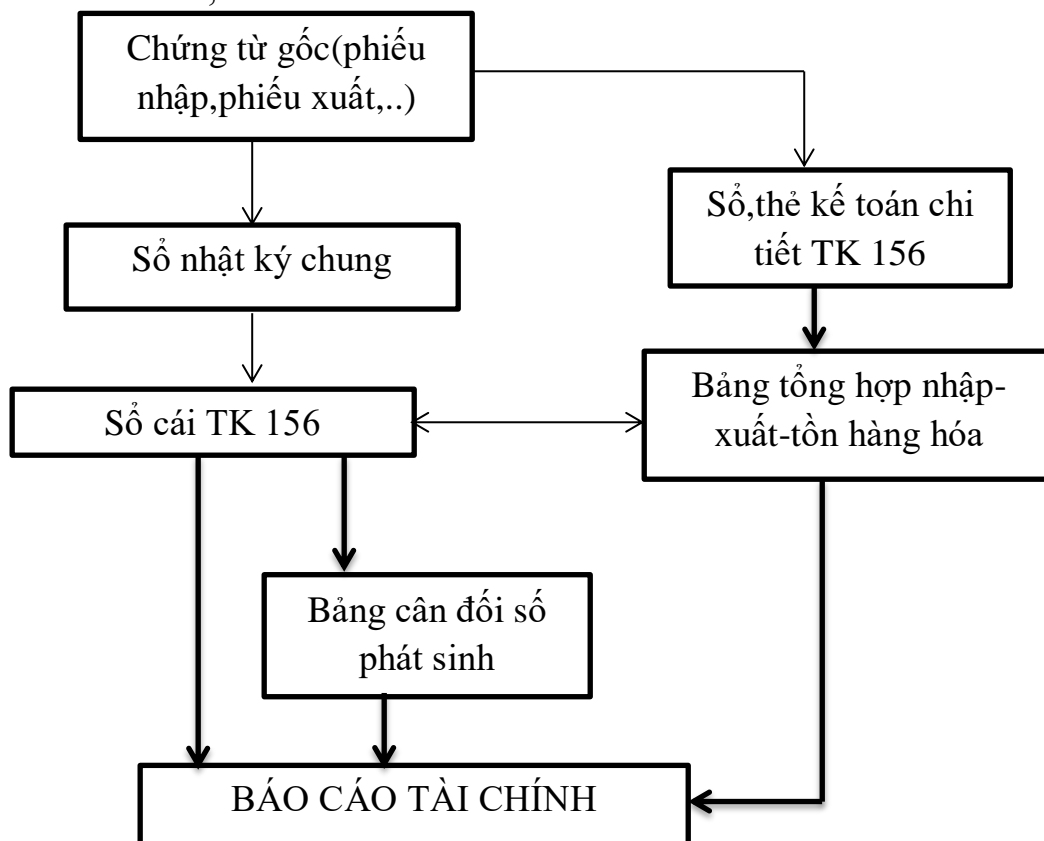 Chứng từ gốc(phiếu
nhập,phiếu xuất,..)
Sổ,thẻ kế toán chi
tiết TK 156
Sổ nhật ký chung
Bảng tổng hợp nhập-
xuất-tồn hàng hóa
Sổ cái TK 156
Bảng cân đối số
phát sinh
BÁO CÁO TÀI CHÍNH